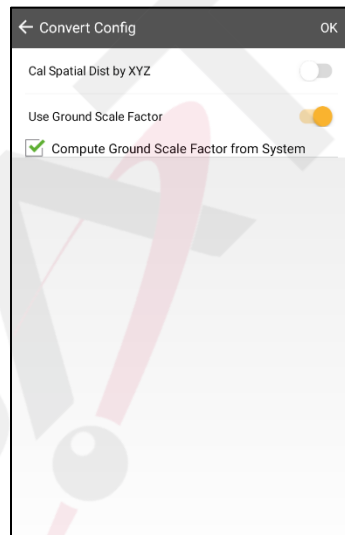 Convert Config OK
Cal Spatial Dist by XYZ
Use Ground Scale Factor
Compute Ground Scale Factor from System